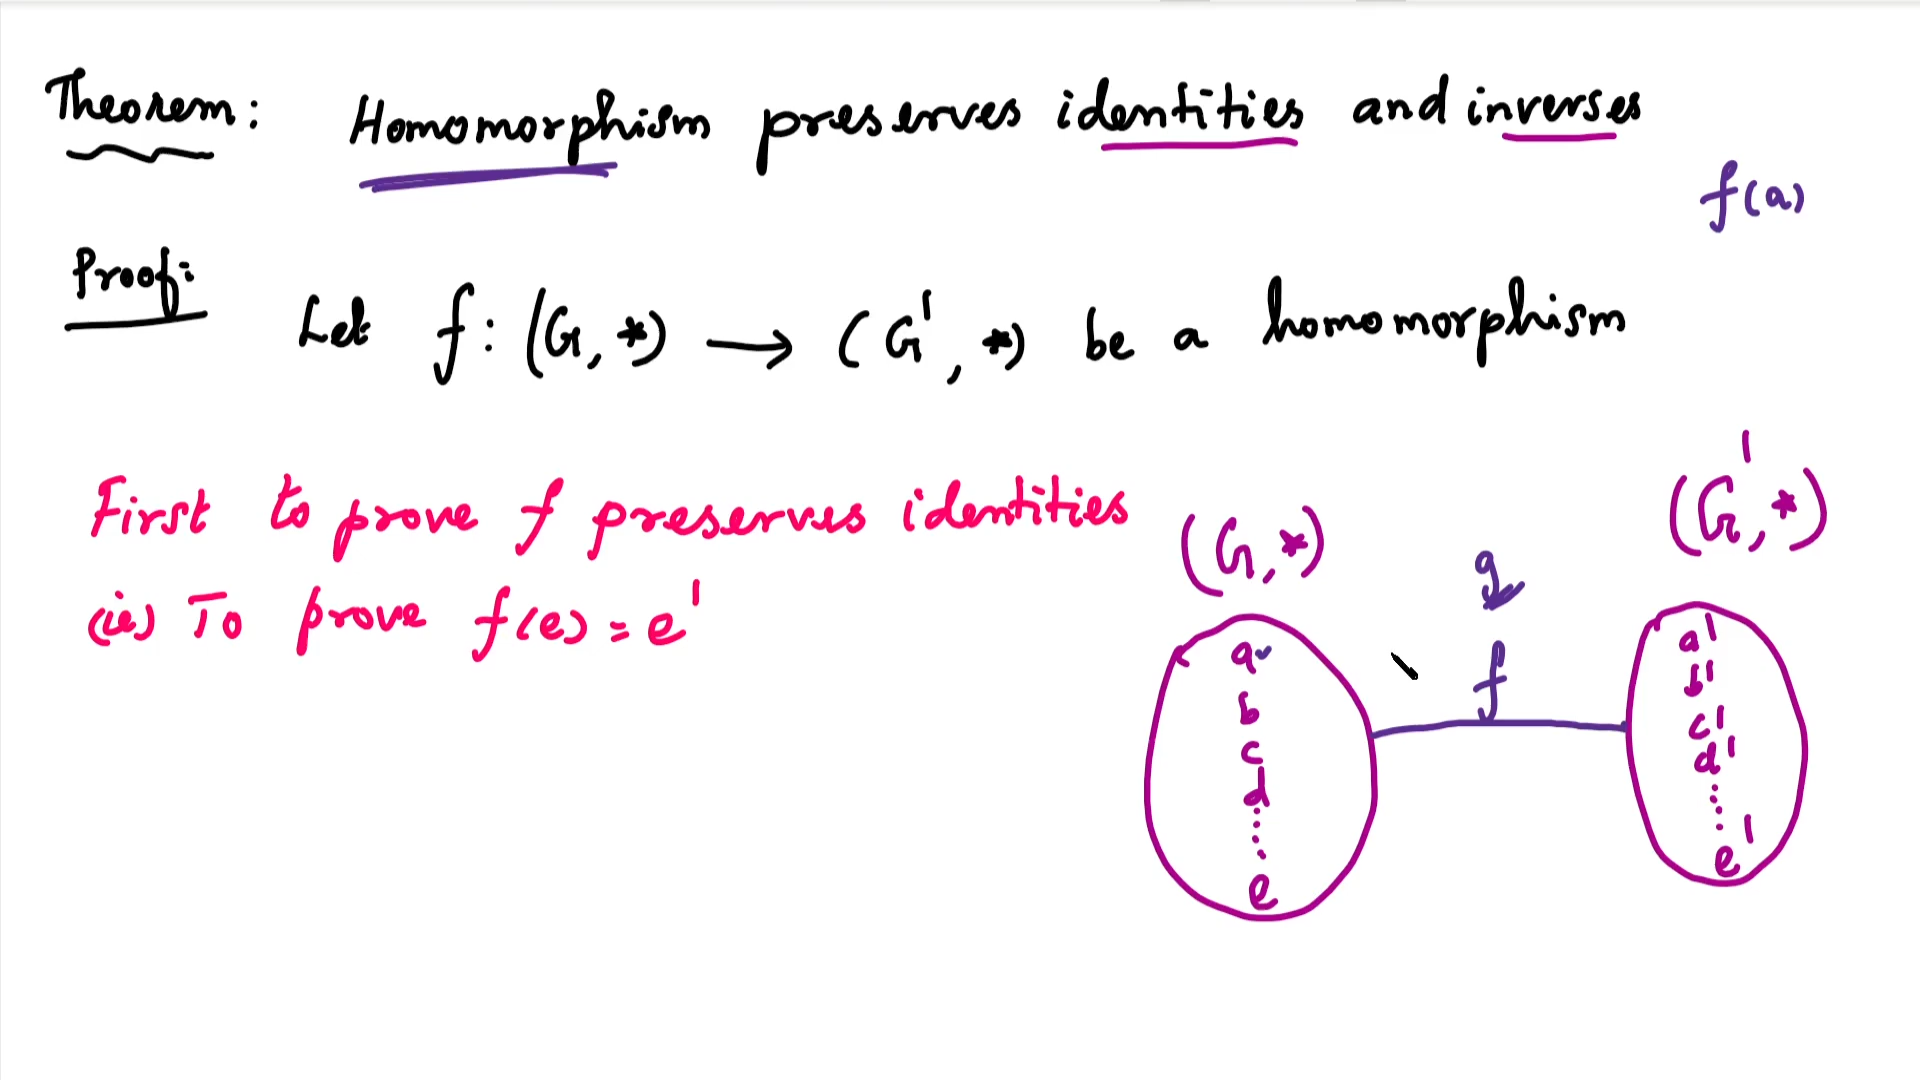 Theorem: Homomorphism preserves identities and inverses
f(a)
Proof:
Let f: (G, *) → (G', *) be a homomorphism
First to prove f preserves identities
(ie) To prove f(e) = e'
(G, *)
(G', *)
g
f
a
b
c
d
⋮
e
a'
b'
c'
d'
⋮
e'